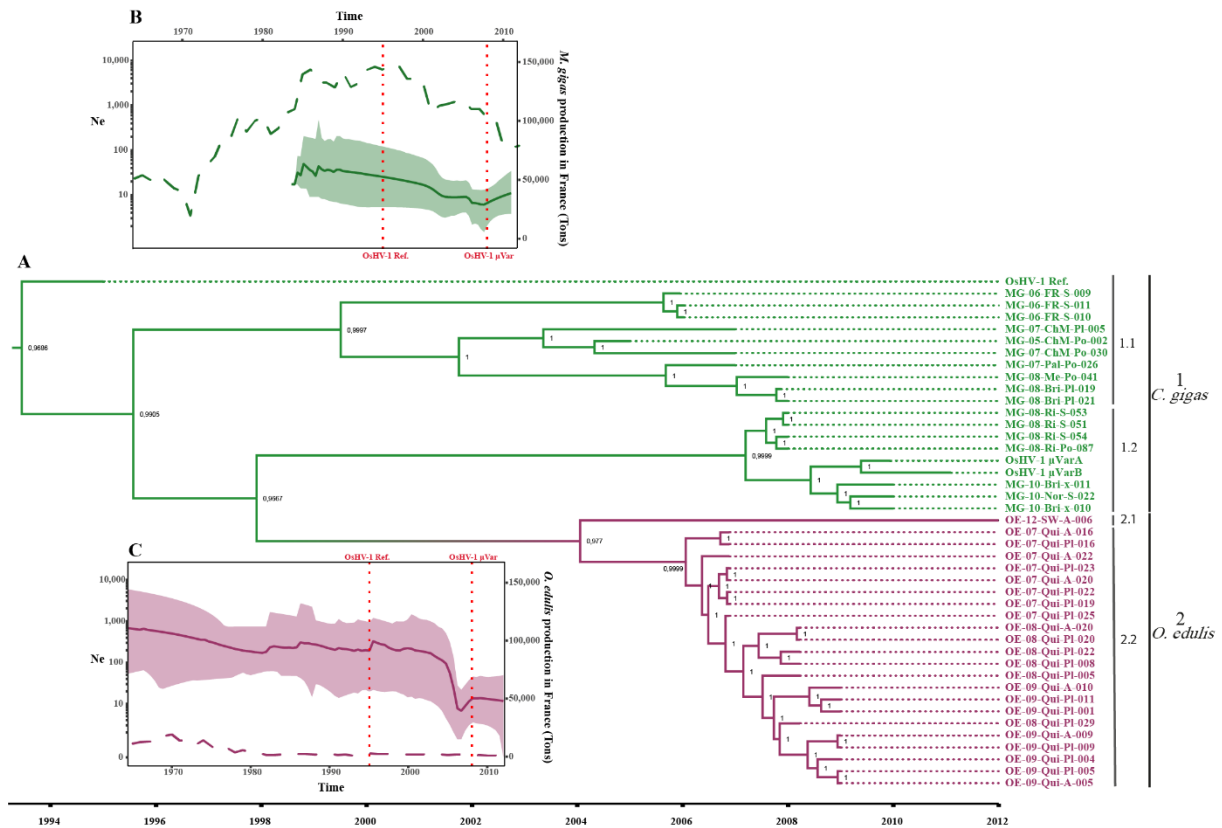 B
Time
1970 1980 1990 2000 2010
10,000
1,000
100
10
Ne
150,000
100,000
50,000
0
M. gigas production in France (Tons)
OsHV-1 Ref. OsHV-1 µVar
A
OsHV-1 Ref.
MG-06-FR-S-009
MG-06-FR-S-011
MG-06-FR-S-010
MG-07-ChM-Pl-005
MG-05-ChM-Po-002
MG-07-ChM-Po-030
MG-07-Pal-Po-026
MG-08-Me-Po-041
MG-08-Bri-Pl-019
MG-08-Bri-Pl-021
MG-08-Ri-S-053
MG-08-Ri-S-051
MG-08-Ri-S-054
MG-08-Ri-Po-087
OsHV-1 µVarA
OsHV-1 µVarB
MG-10-Bri-x-011
MG-10-Nor-S-022
MG-10-Bri-x-010
OE-12-SW-A-006
OE-07-Qui-A-016
OE-07-Qui-Pl-016
OE-07-Qui-A-022
OE-07-Qui-Pl-023
OE-07-Qui-A-020
OE-07-Qui-Pl-022
OE-07-Qui-Pl-019
OE-07-Qui-Pl-025
OE-08-Qui-A-020
OE-08-Qui-Pl-020
OE-08-Qui-Pl-022
OE-08-Qui-Pl-008
OE-08-Qui-Pl-005
OE-09-Qui-A-010
OE-09-Qui-Pl-011
OE-09-Qui-Pl-001
OE-08-Qui-Pl-029
OE-09-Qui-A-009
OE-09-Qui-Pl-009
OE-09-Qui-Pl-004
OE-09-Qui-Pl-005
OE-09-Qui-A-005
1.1
1.2
2.1
2.2
1
C. gigas
2
O. edulis
0,9997
0,9905
0,9999
0,977
0,9999
C
OsHV-1 Ref. OsHV-1 µVar
10,000
1,000
100
10
0
Ne
150,000
100,000
50,000
0
O. edulis production in France (Tons)
1970 1980 1990 2000 2010
Time
1994 1996 1998 2000 2002 2004 2006 2008 2010 2012